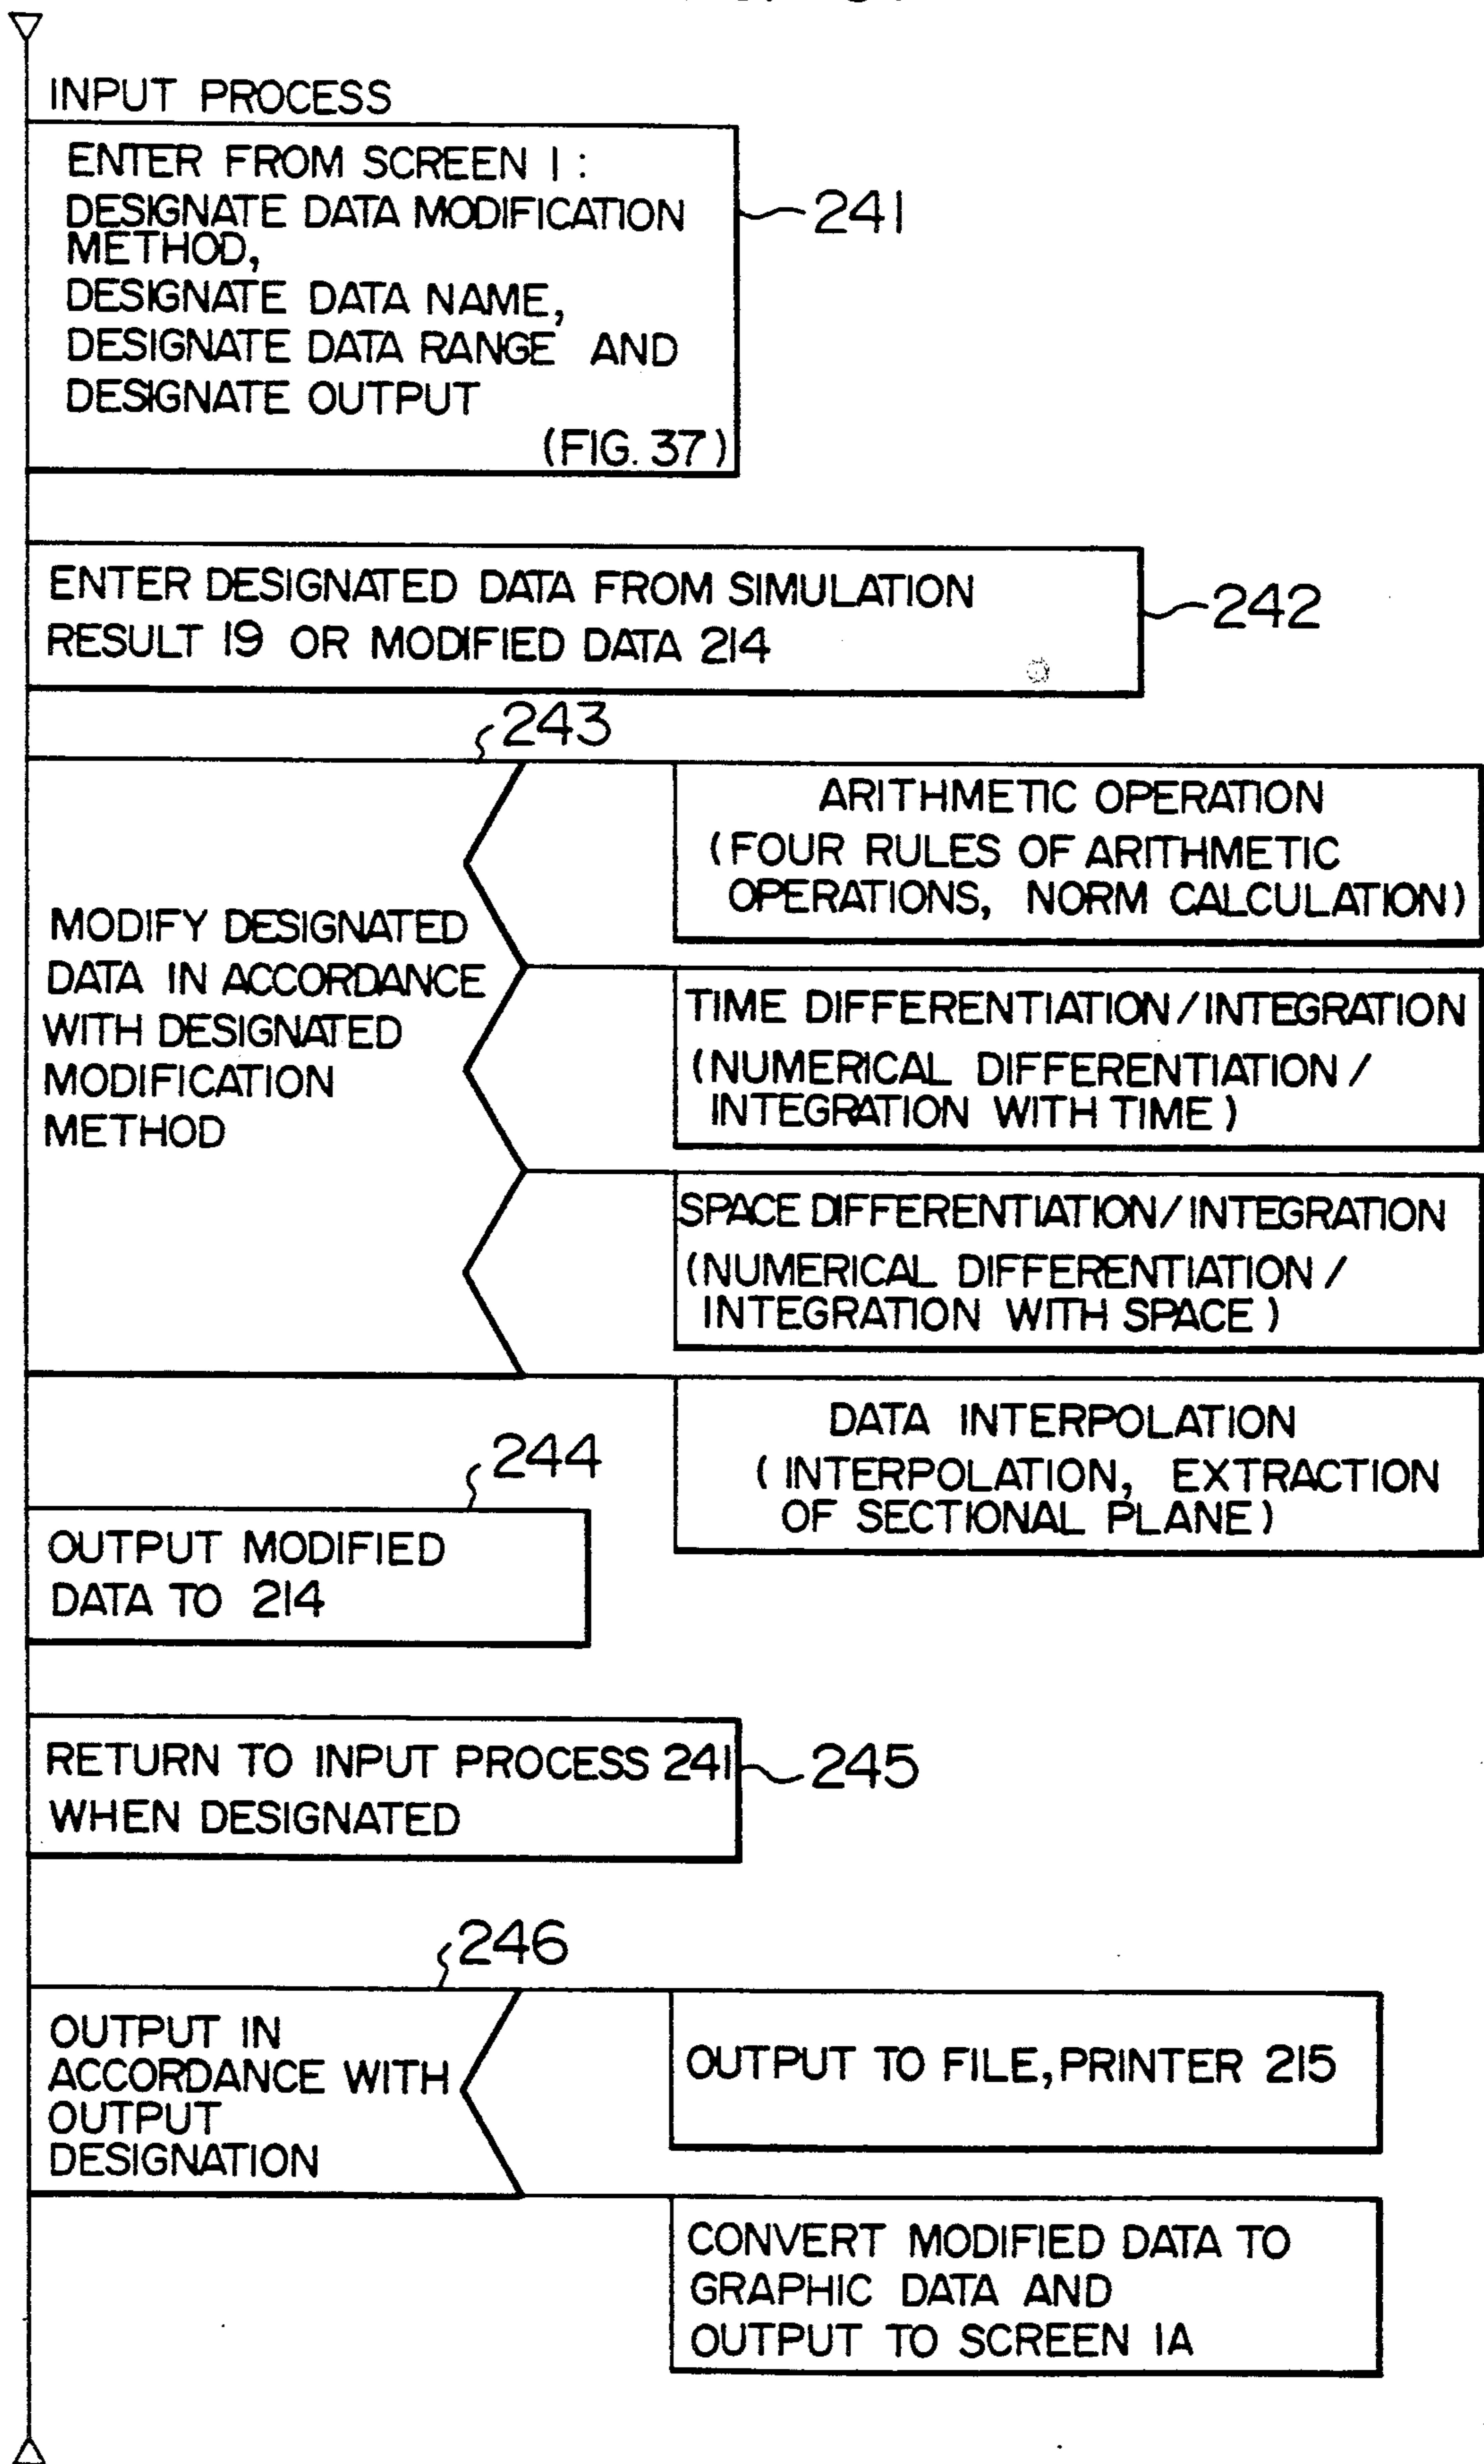 INPUT PROCESS
ENTER FROM SCREEN 1 :
DESIGNATE DATA MODIFICATION
METHOD,
DESIGNATE DATA NAME,
DESIGNATE DATA RANGE AND
DESIGNATE OUTPUT
(FIG. 37)
241
ENTER DESIGNATED DATA FROM SIMULATION
RESULT 19 OR MODIFIED DATA 214
242
243
MODIFY DESIGNATED
DATA IN ACCORDANCE
WITH DESIGNATED
MODIFICATION
METHOD
ARITHMETIC OPERATION
(FOUR RULES OF ARITHMETIC
OPERATIONS, NORM CALCULATION)
TIME DIFFERENTIATION/INTEGRATION
(NUMERICAL DIFFERENTIATION/
INTEGRATION WITH TIME)
SPACE DIFFERENTIATION/INTEGRATION
(NUMERICAL DIFFERENTIATION/
INTEGRATION WITH SPACE)
DATA INTERPOLATION
(INTERPOLATION, EXTRACTION
OF SECTIONAL PLANE)
244
OUTPUT MODIFIED
DATA TO 214
RETURN TO INPUT PROCESS 241
WHEN DESIGNATED
245
246
OUTPUT IN
ACCORDANCE WITH
OUTPUT
DESIGNATION
OUTPUT TO FILE, PRINTER 215
CONVERT MODIFIED DATA TO
GRAPHIC DATA AND
OUTPUT TO SCREEN 1A